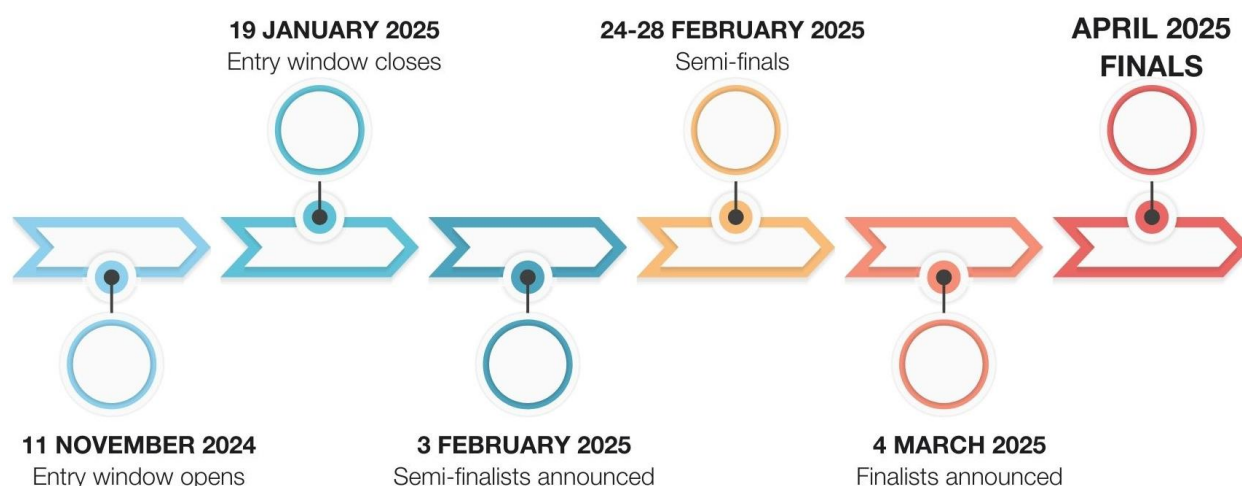 11 NOVEMBER 2024
Entry window opens
19 JANUARY 2025
Entry window closes
3 FEBRUARY 2025
Semi-finalists announced
24-28 FEBRUARY 2025
Semi-finals
4 MARCH 2025
Finalists announced
APRIL 2025
FINALS